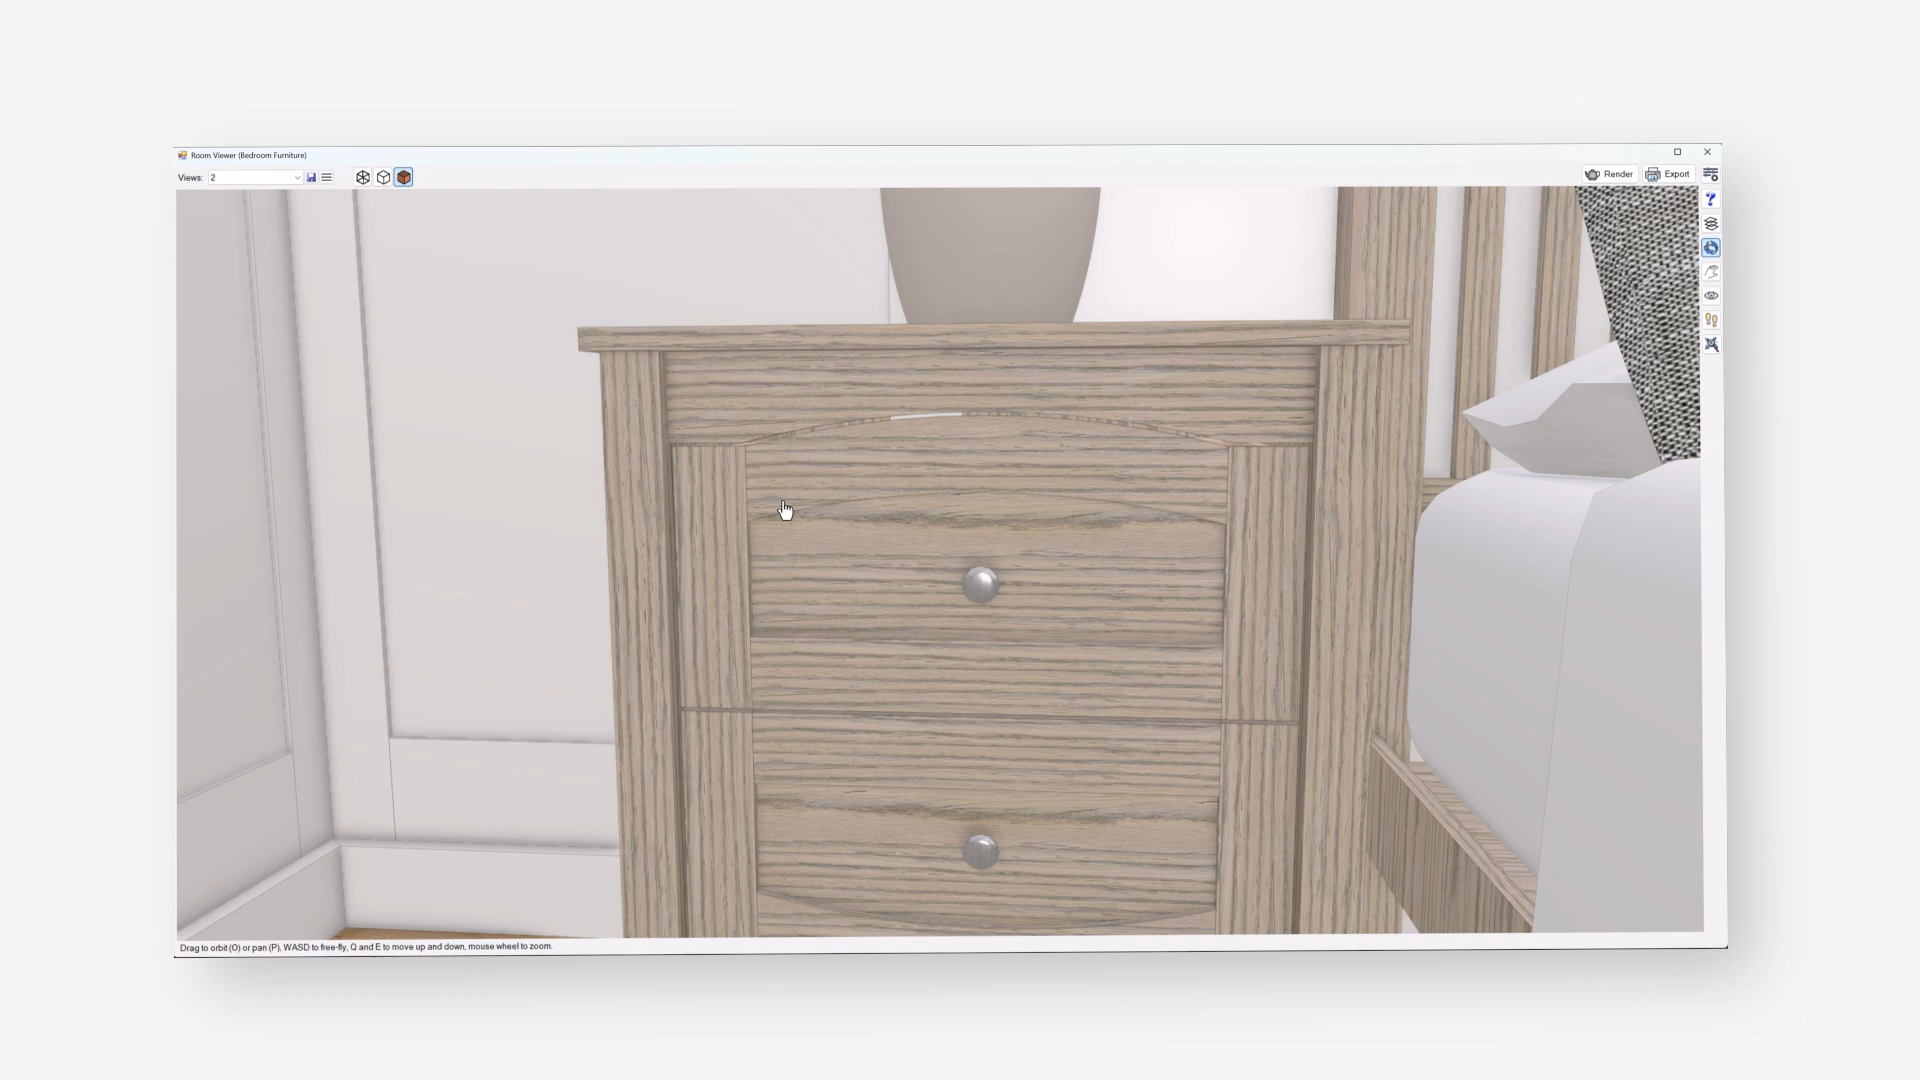 Room Viewer (Bedroom Furniture)
Views: 2
Render
Export
Drag to orbit (O) or pan (P), WASD to free-fly, Q and E to move up and down, mouse wheel to zoom.